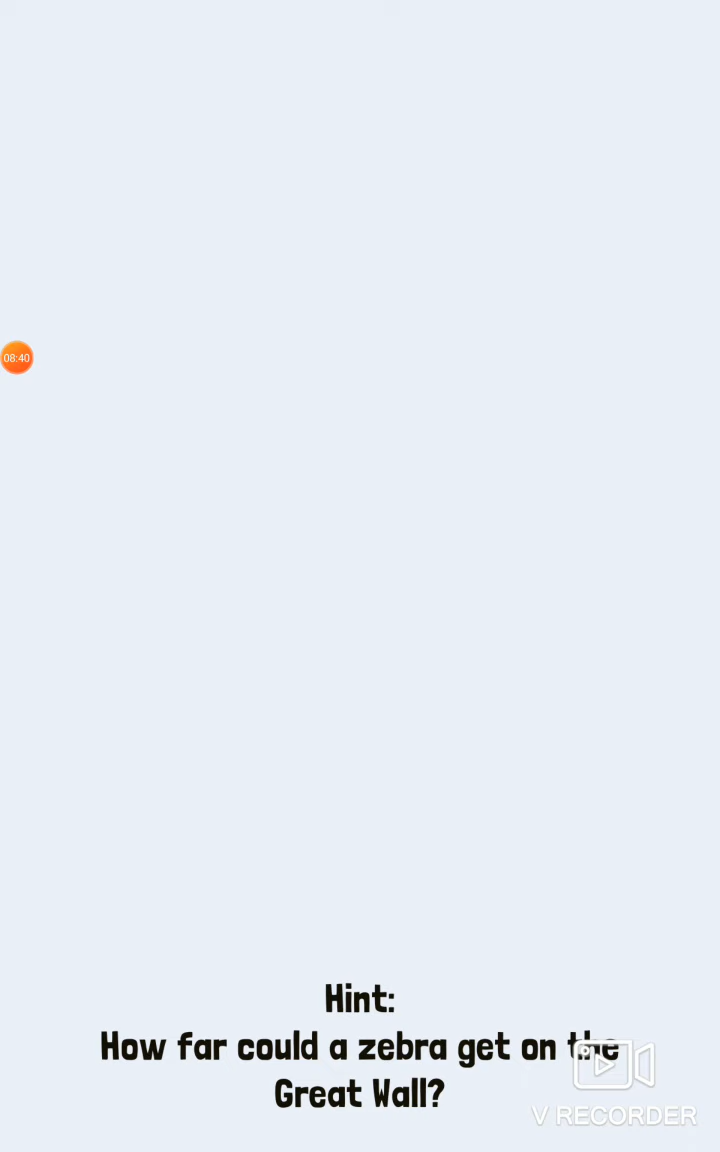 08:40
Hint:
How far could a zebra get on the
Great Wall?
V RECORDER